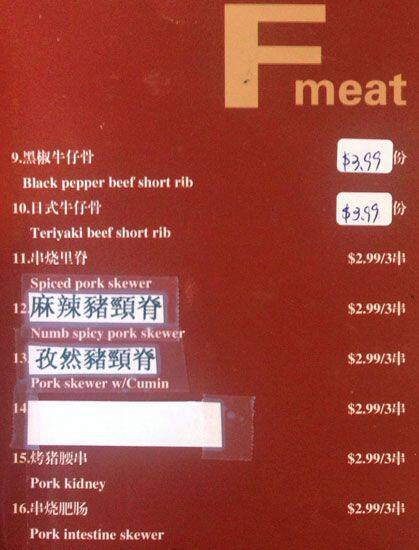 F meat
9.黑椒牛仔骨 $3.99 份
Black pepper beef short rib
10.日式牛仔骨 $3.99 份
Teriyaki beef short rib
11.串烧里脊 $2.99/3串
Spiced pork skewer
12 麻辣豬頸脊 $2.99/3串
Numb spicy pork skewer
13 孜然豬頸脊 $2.99/3串
Pork skewer w/Cumin
14 $2.99/3串
15.烤猪腰串 $2.99/3串
Pork kidney
16.串烧肥肠 $2.99/3串
Pork intestine skewer